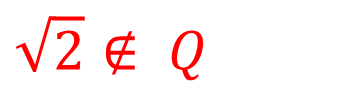 √2 ∉ Q